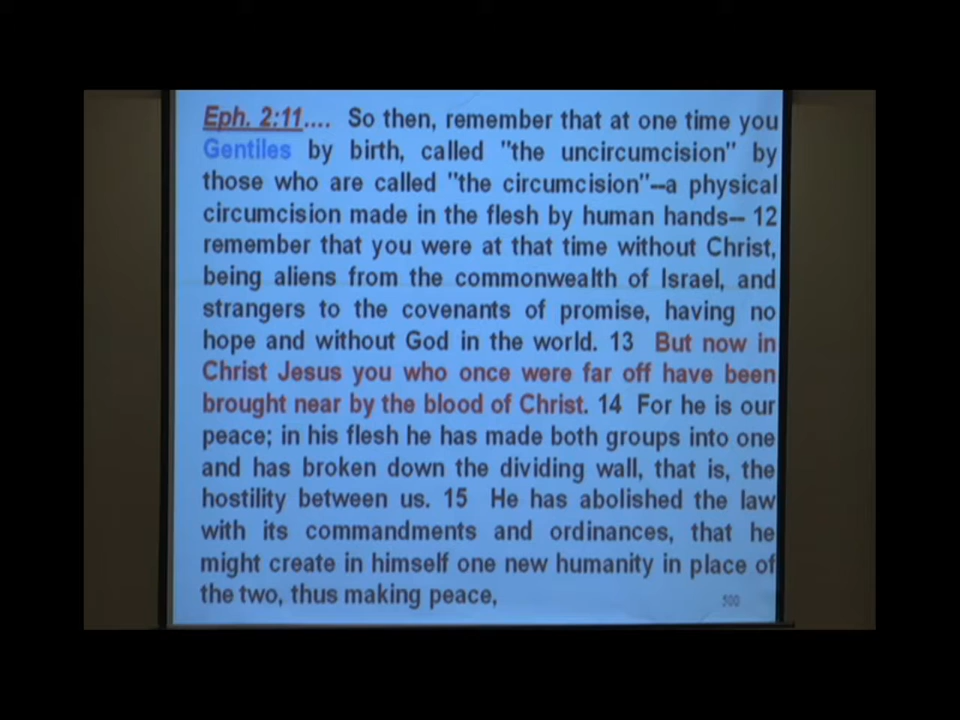 Eph. 2:11.... So then, remember that at one time you
Gentiles by birth, called "the uncircumcision" by
those who are called "the circumcision"--a physical
circumcision made in the flesh by human hands-- 12
remember that you were at that time without Christ,
being aliens from the commonwealth of Israel, and
strangers to the covenants of promise, having no
hope and without God in the world. 13 But now in
Christ Jesus you who once were far off have been
brought near by the blood of Christ. 14 For he is our
peace; in his flesh he has made both groups into one
and has broken down the dividing wall, that is, the
hostility between us. 15 He has abolished the law
with its commandments and ordinances, that he
might create in himself one new humanity in place of
the two, thus making peace,
500